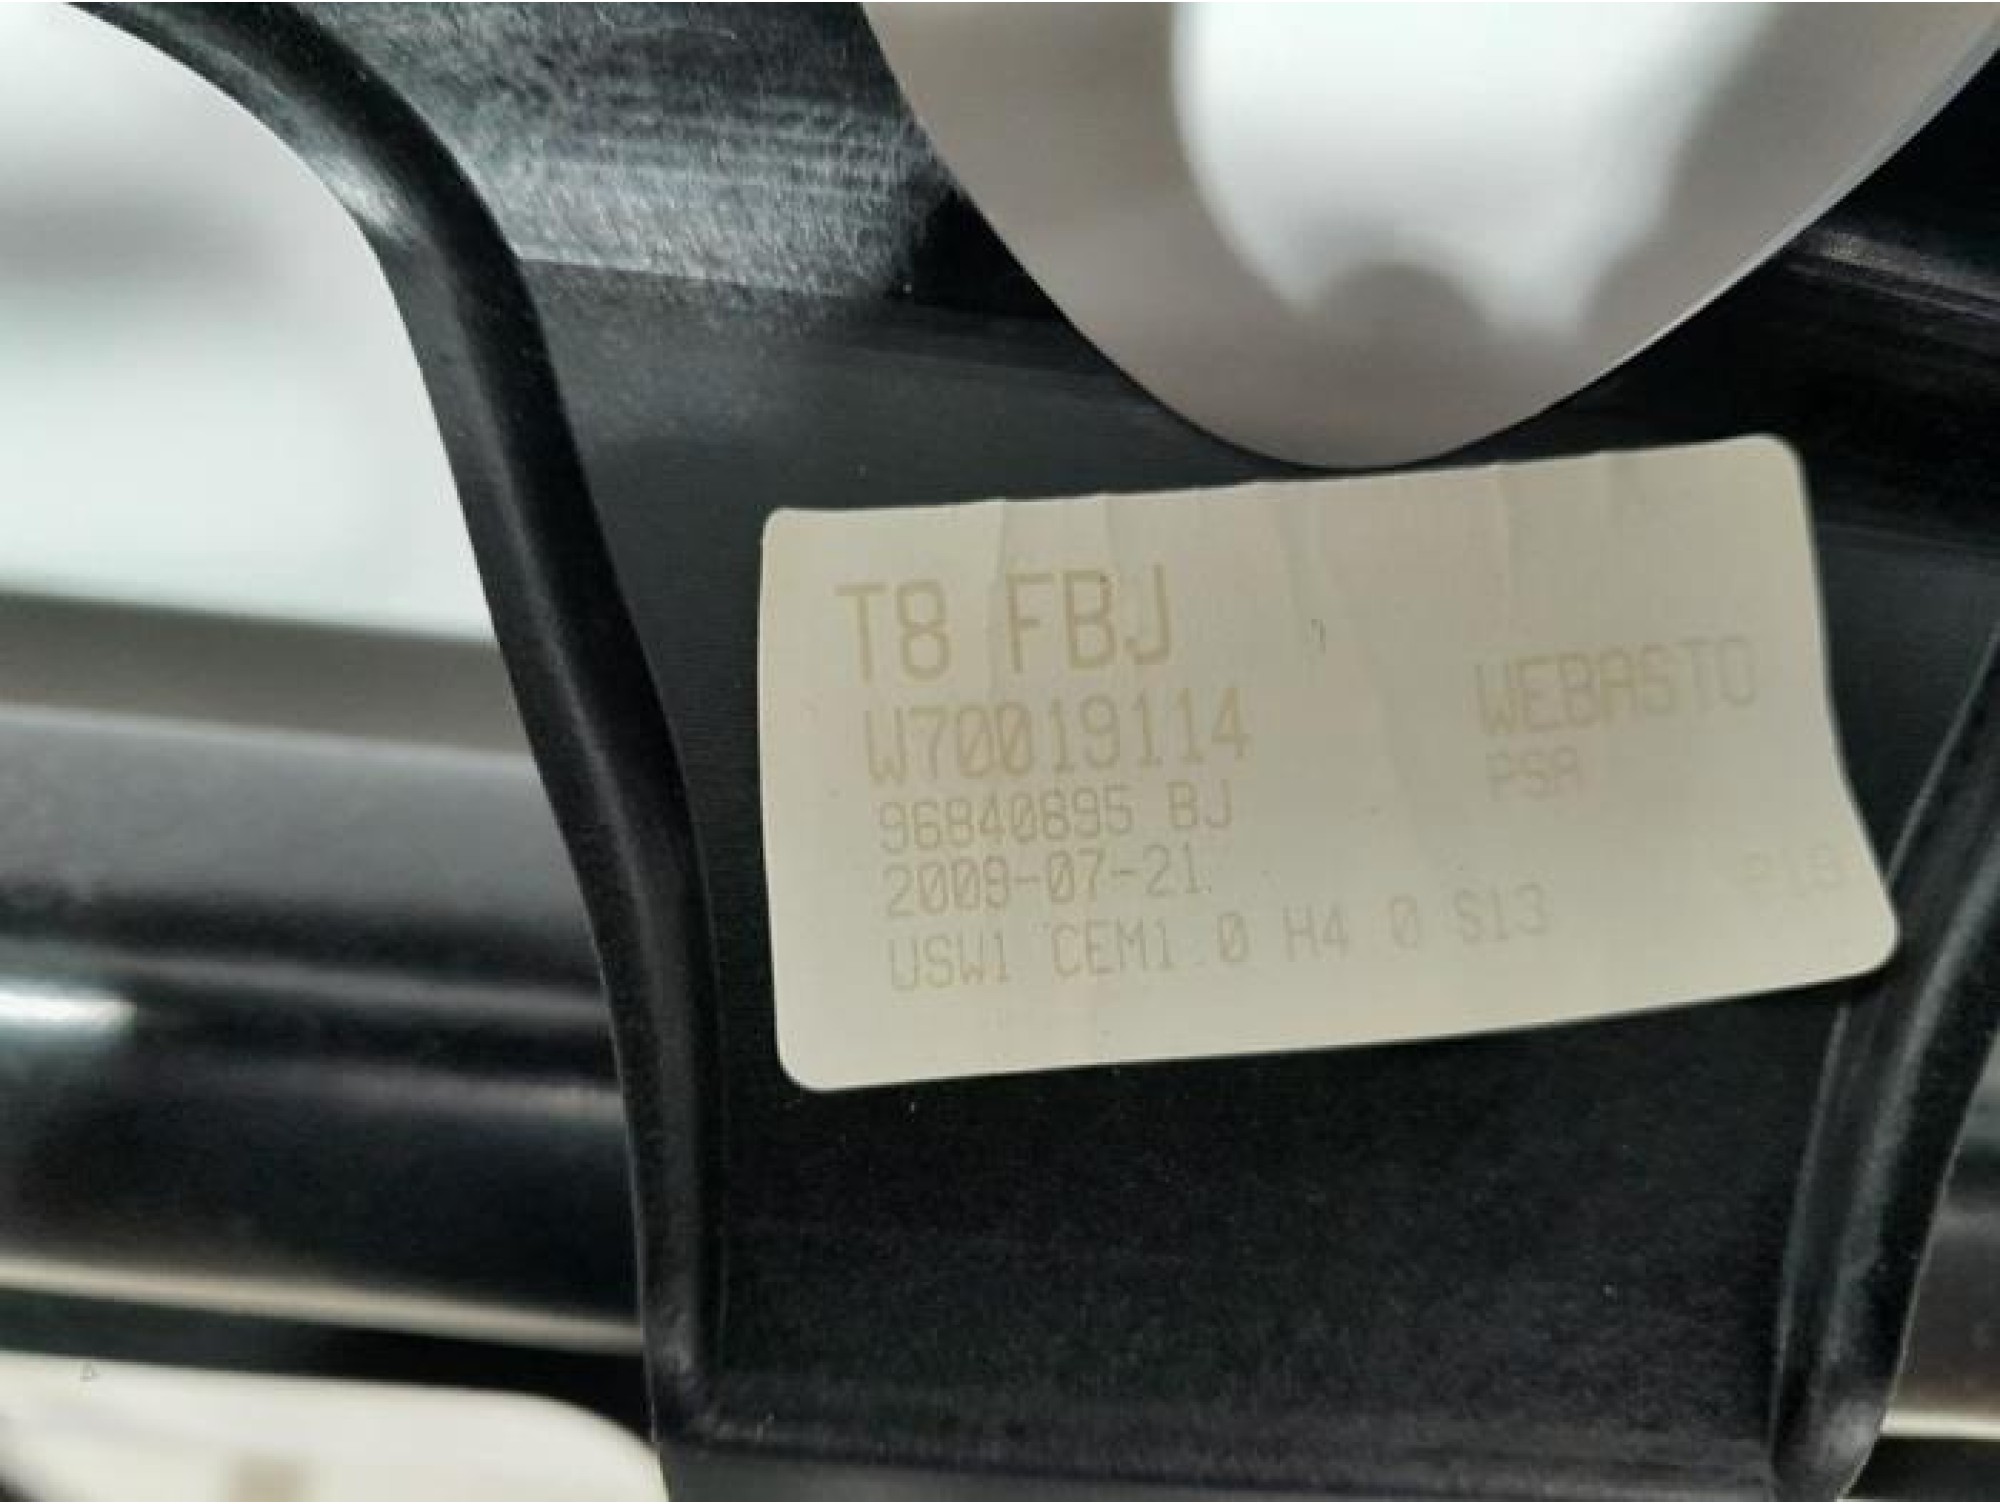 T8 FBJ
W70019114
WEBASTO
96840895 BJ
PSA
2009-07-21
USW1 CEM1.0 H4.0 S13